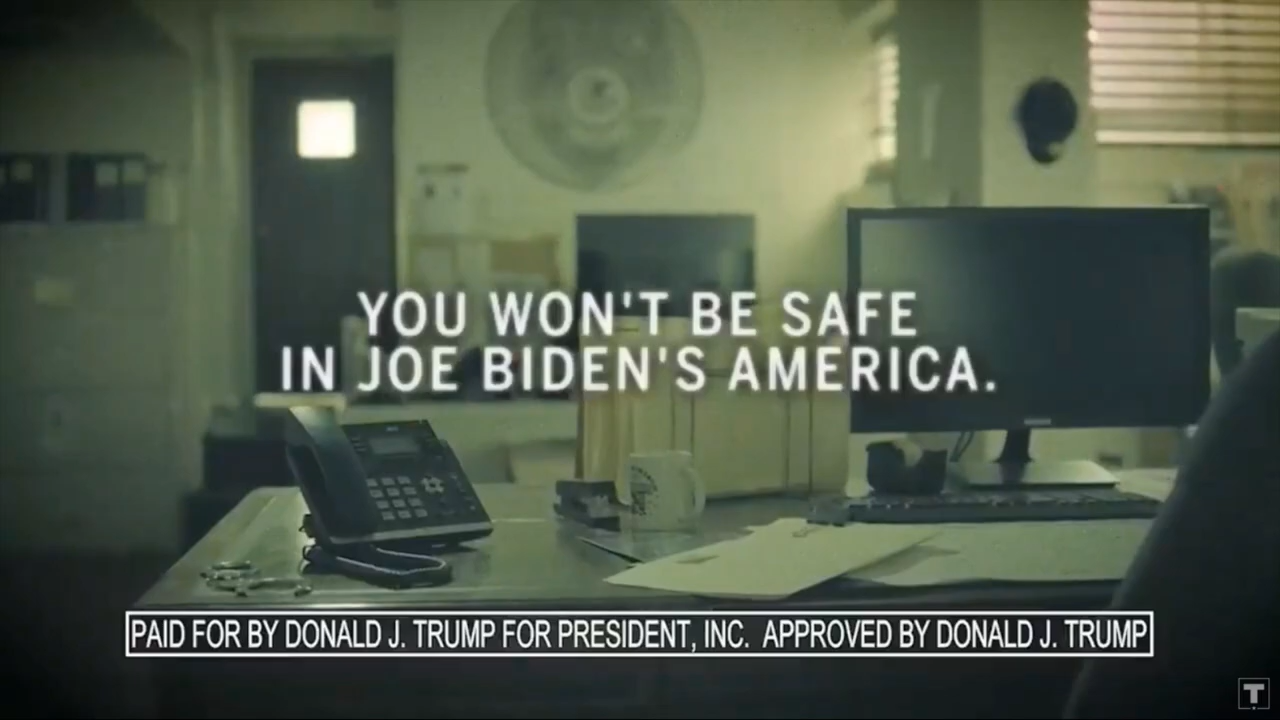 YOU WON'T BE SAFE
IN JOE BIDEN'S AMERICA.
PAID FOR BY DONALD J. TRUMP FOR PRESIDENT, INC. APPROVED BY DONALD J. TRUMP
T